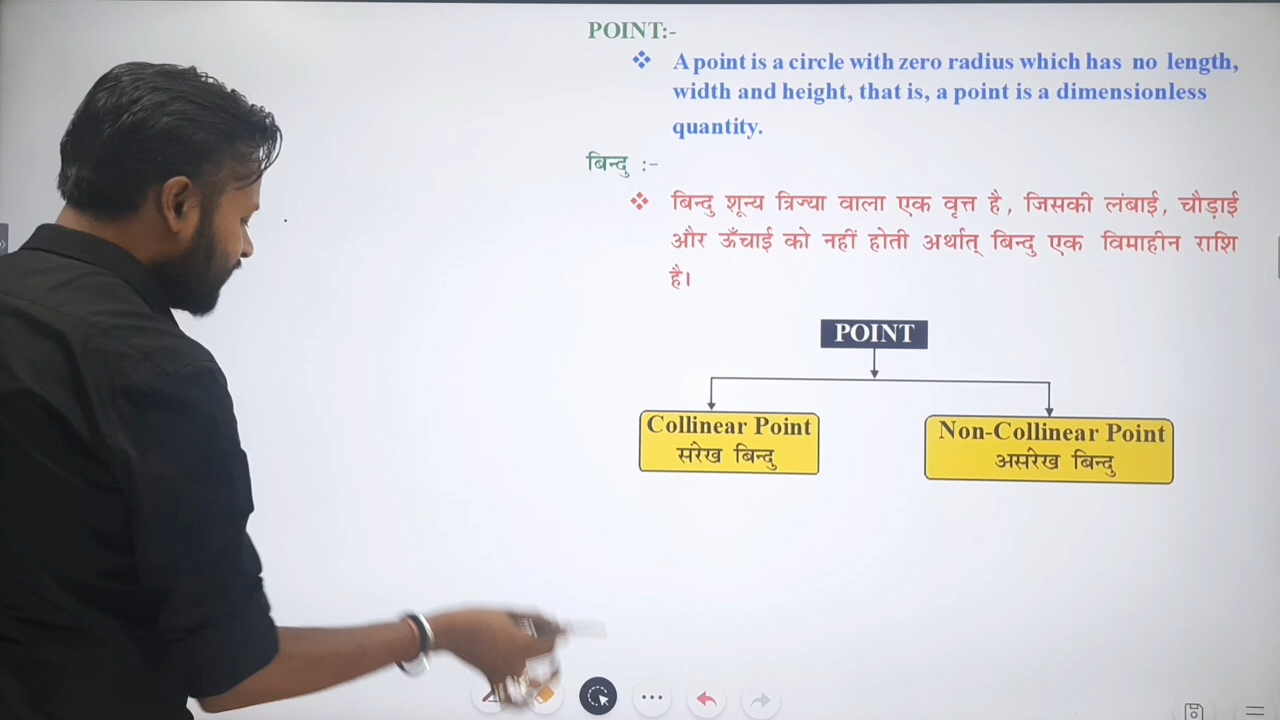 POINT:-
❖ A point is a circle with zero radius which has no length,
width and height, that is, a point is a dimensionless
quantity.
बिन्दु :-
❖ बिन्दु शून्य त्रिज्या वाला एक वृत्त है, जिसकी लंबाई, चौड़ाई
और ऊँचाई को नहीं होती अर्थात् बिन्दु एक विमाहीन राशि
है।
POINT
Collinear Point
सरेख बिन्दु
Non-Collinear Point
असरेख बिन्दु